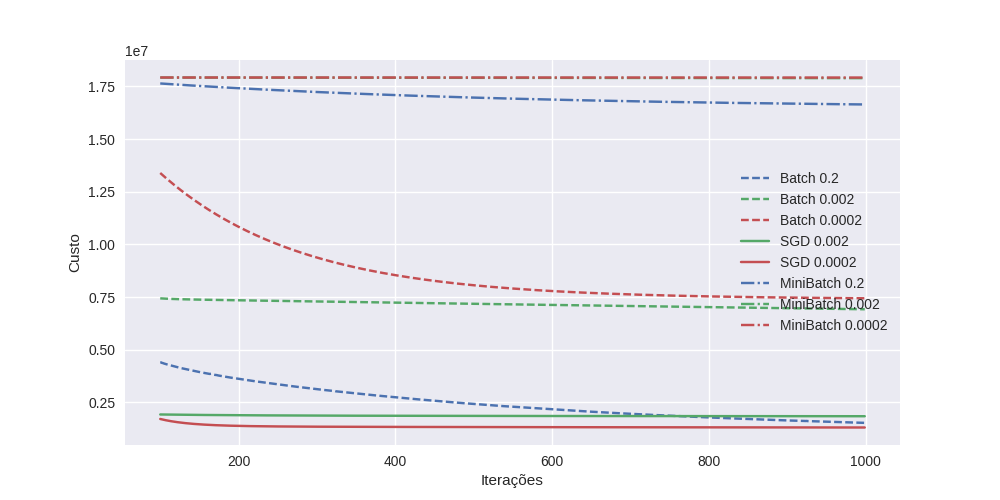 1e7
1.75
1.50
1.25
1.00
0.75
0.50
0.25
Custo
Batch 0.2
Batch 0.002
Batch 0.0002
SGD 0.002
SGD 0.0002
MiniBatch 0.2
MiniBatch 0.002
MiniBatch 0.0002
200 400 600 800 1000
Iterações